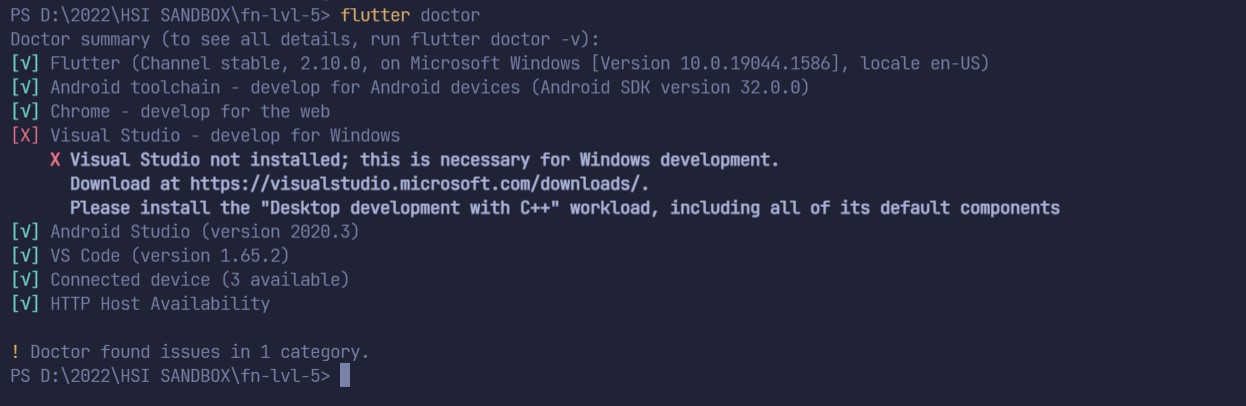 PS D:\2022\HSI SANDBOX\fn-lvl-5> flutter doctor
Doctor summary (to see all details, run flutter doctor -v):
[√] Flutter (Channel stable, 2.10.0, on Microsoft Windows [Version 10.0.19044.1586], locale en-US)
[√] Android toolchain - develop for Android devices (Android SDK version 32.0.0)
[√] Chrome - develop for the web
[X] Visual Studio - develop for Windows
    X Visual Studio not installed; this is necessary for Windows development.
      Download at https://visualstudio.microsoft.com/downloads/.
      Please install the "Desktop development with C++" workload, including all of its default components
[√] Android Studio (version 2020.3)
[√] VS Code (version 1.65.2)
[√] Connected device (3 available)
[√] HTTP Host Availability
! Doctor found issues in 1 category.
PS D:\2022\HSI SANDBOX\fn-lvl-5>